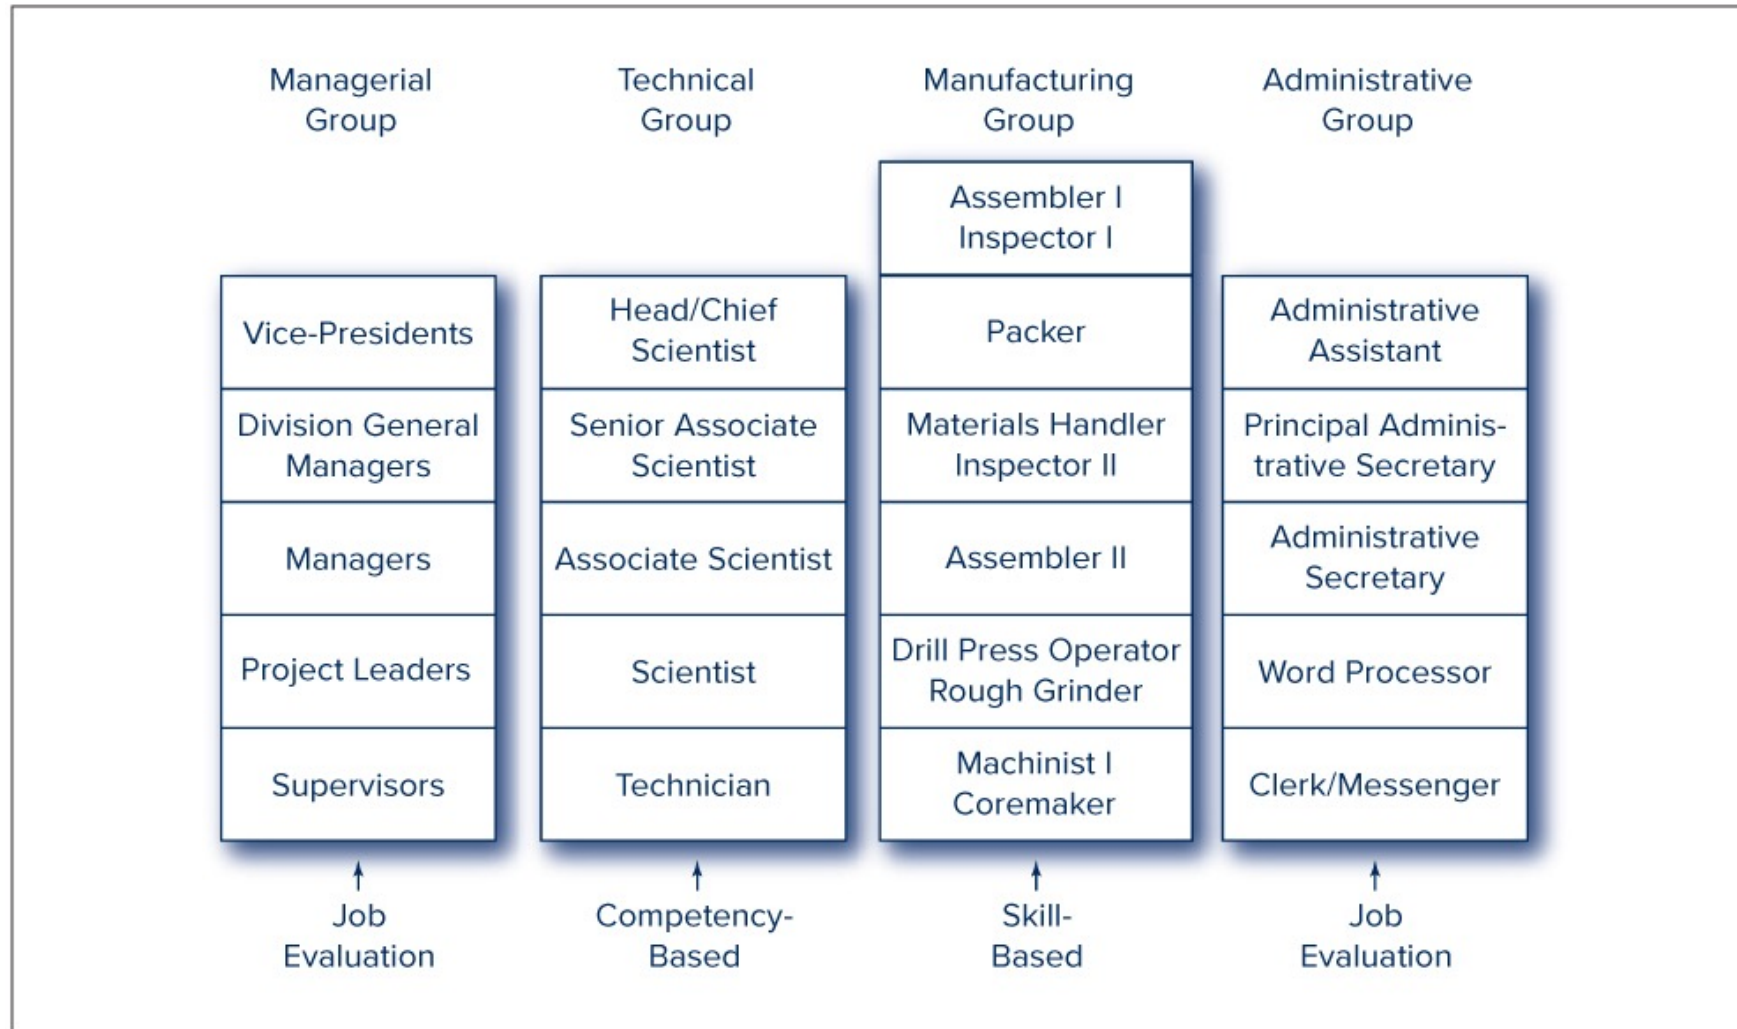 Managerial
Group
Technical
Group
Manufacturing
Group
Administrative
Group
Vice-Presidents
Division General
Managers
Managers
Project Leaders
Supervisors
Head/Chief
Scientist
Senior Associate
Scientist
Associate Scientist
Scientist
Technician
Assembler I
Inspector I
Packer
Materials Handler
Inspector II
Assembler II
Drill Press Operator
Rough Grinder
Machinist I
Coremaker
Administrative
Assistant
Principal Adminis-
trative Secretary
Administrative
Secretary
Word Processor
Clerk/Messenger
Job
Evaluation
Competency-
Based
Skill-
Based
Job
Evaluation